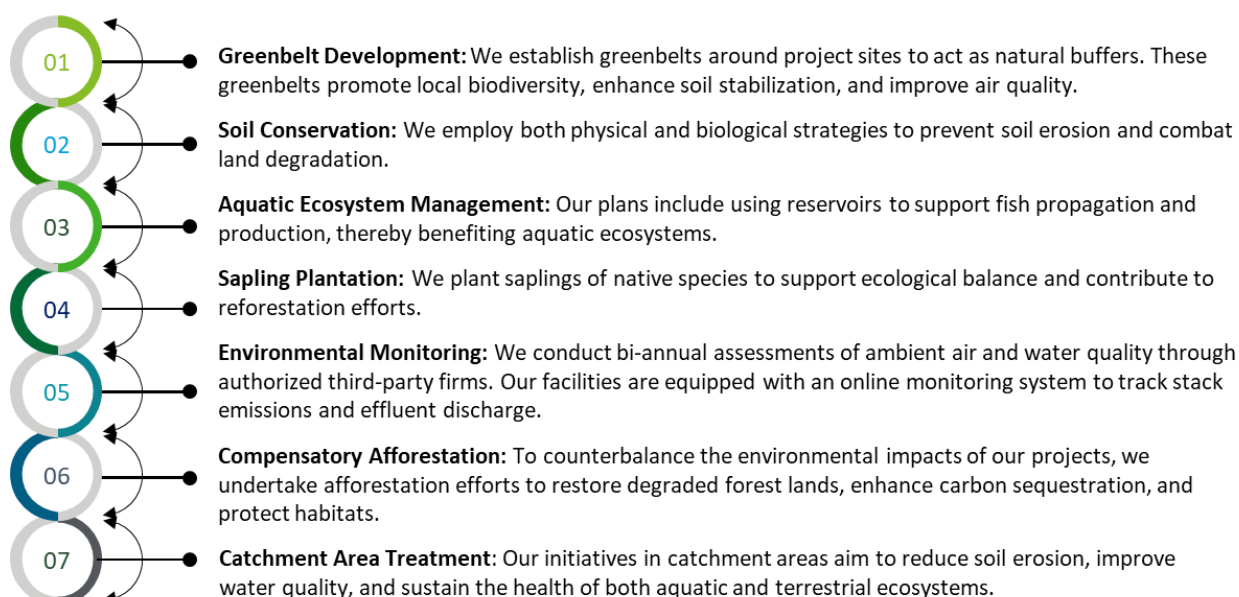 01
Greenbelt Development: We establish greenbelts around project sites to act as natural buffers. These
greenbelts promote local biodiversity, enhance soil stabilization, and improve air quality.
02
Soil Conservation: We employ both physical and biological strategies to prevent soil erosion and combat
land degradation.
03
Aquatic Ecosystem Management: Our plans include using reservoirs to support fish propagation and
production, thereby benefiting aquatic ecosystems.
04
Sapling Plantation: We plant saplings of native species to support ecological balance and contribute to
reforestation efforts.
05
Environmental Monitoring: We conduct bi-annual assessments of ambient air and water quality through
authorized third-party firms. Our facilities are equipped with an online monitoring system to track stack
emissions and effluent discharge.
06
Compensatory Afforestation: To counterbalance the environmental impacts of our projects, we
undertake afforestation efforts to restore degraded forest lands, enhance carbon sequestration, and
protect habitats.
07
Catchment Area Treatment: Our initiatives in catchment areas aim to reduce soil erosion, improve
water quality, and sustain the health of both aquatic and terrestrial ecosystems.